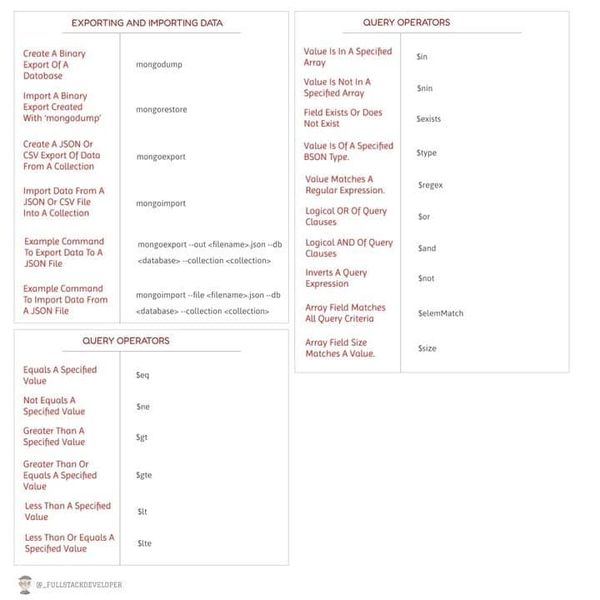 EXPORTING AND IMPORTING DATA
Create A Binary
Export Of A
Database
mongodump
Import A Binary
Export Created
With 'mongodump'
mongorestore
Create A JSON Or
CSV Export Of Data
From A Collection
mongoexport
Import Data From A
JSON Or CSV File
Into A Collection
mongoimport
Example Command
To Export Data To A
JSON File
mongoexport --out <filename>.json --db
<database> --collection <collection>
Example Command
To Import Data From
A JSON File
mongoimport --file <filename>.json --db
<database> --collection <collection>
QUERY OPERATORS
Equals A Specified
Value
$eq
Not Equals A
Specified Value
$ne
Greater Than A
Specified Value
$gt
Greater Than Or
Equals A Specified
Value
$gte
Less Than A Specified
Value
$lt
Less Than Or Equals A
Specified Value
$lte
QUERY OPERATORS
Value Is In A Specified
Array
$in
Value Is Not In A
Specified Array
$nin
Field Exists Or Does
Not Exist
$exists
Value Is Of A Specified
BSON Type.
$type
Value Matches A
Regular Expression.
$regex
Logical OR Of Query
Clauses
$or
Logical AND Of Query
Clauses
$and
Inverts A Query
Expression
$not
Array Field Matches
All Query Criteria
$elemMatch
Array Field Size
Matches A Value.
$size
@_FULLSTACKDEVELOPER